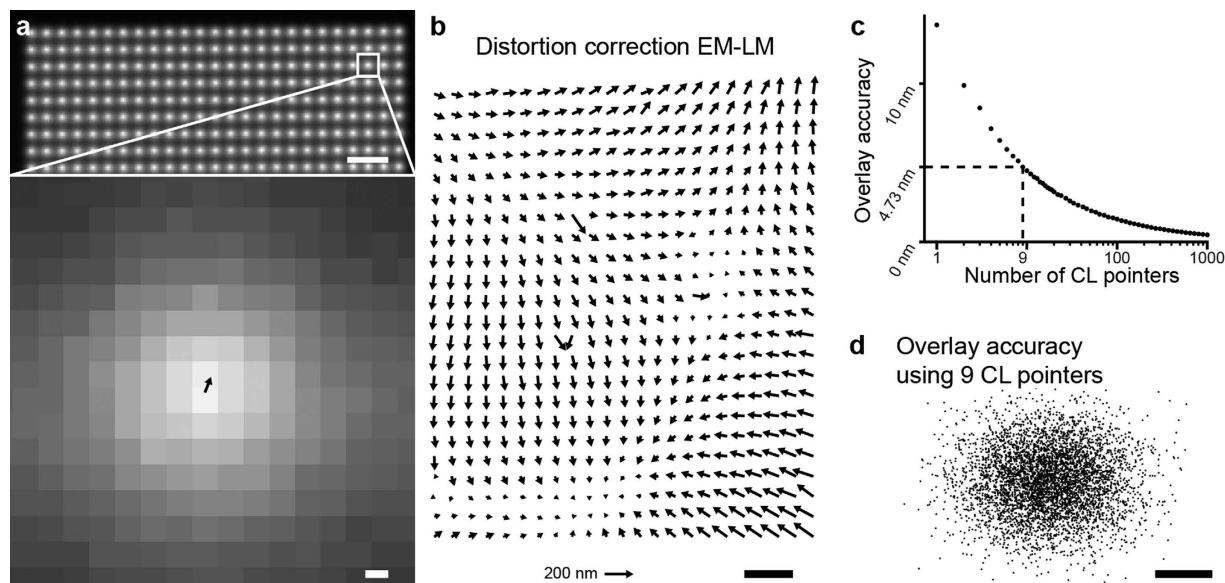 a
b
Distortion correction EM-LM
200 nm
c
Overlay accuracy
10 nm
4.73 nm
0 nm
1
9
100
1000
Number of CL pointers
d
Overlay accuracy
using 9 CL pointers